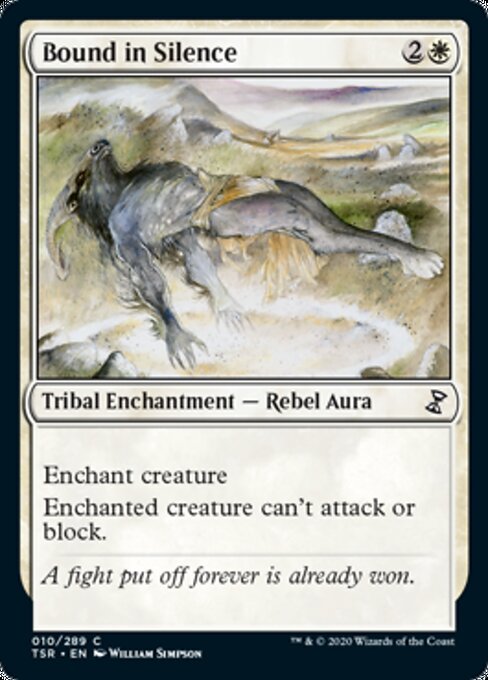 Bound in Silence 2
Tribal Enchantment — Rebel Aura
Enchant creature
Enchanted creature can't attack or
block.
A fight put off forever is already won.
010/289 C
TSR • EN William Simpson
™ & © 2020 Wizards of the Coast